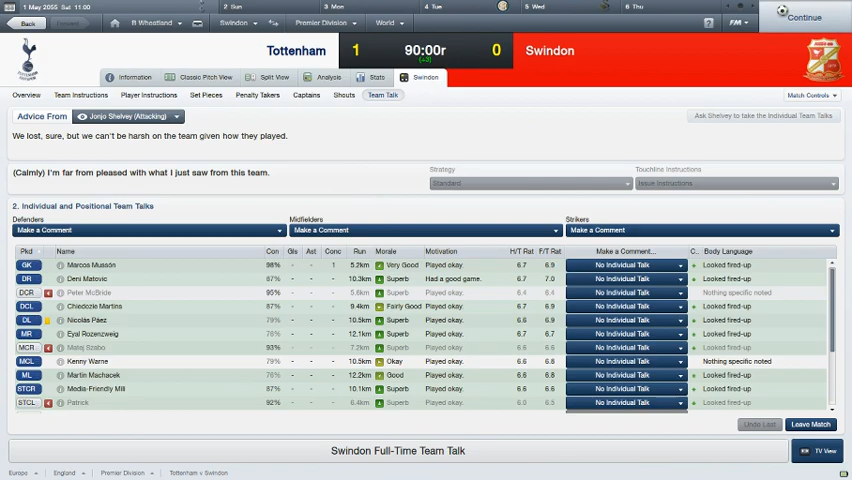 1 May 2055 Sat 11:00 2 Sun 3 Mon 4 Tue 5 Wed 6 Thu
Back Forward B Wheatland Swindon Premier Division World ? FM Continue
Tottenham 1 90:00r 0 Swindon
(+3)
Information Classic Pitch View Split View Analysis Stats Swindon
Overview Team Instructions Player Instructions Set Pieces Penalty Takers Captains Shouts Team Talk Match Controls
Advice From Jonjo Shelvey (Attacking) Ask Shelvey to take the Individual Team Talks
We lost, sure, but we can't be harsh on the team given how they played.
(Calmly) I'm far from pleased with what I just saw from this team. Strategy Touchline Instructions
Standard Issue Instructions
2. Individual and Positional Team Talks
Defenders Midfielders Strikers
Make a Comment Make a Comment Make a Comment
Pkd Name Con Gls Ast Conc Run Morale Motivation H/T Rat F/T Rat Make a Comment... C.. Body Language
GK Marcos Mussón 98% - - 1 5.2km Very Good Played okay. 6.7 6.9 No Individual Talk Looked fired-up
DR Deni Matovic 87% - - - 10.3km Superb Had a good game. 6.7 7.0 No Individual Talk Looked fired-up
DCR Peter McBride 95% - - - 5.6km Superb Played okay. 6.4 6.4 No Individual Talk Nothing specific noted
DCL Chiedozie Martins 87% - - - 9.4km Fairly Good Played okay. 6.7 6.9 No Individual Talk Looked fired-up
DL Nicolás Páez 79% - - - 10.5km Superb Played okay. 6.6 6.9 No Individual Talk Looked fired-up
MR Eyal Rozenzweig 76% - - - 12.1km Superb Played okay. 6.7 6.8 No Individual Talk Looked fired-up
MCR Matej Szabo 93% - - - 7.2km Superb Played okay. 6.6 6.6 No Individual Talk Looked fired-up
MCL Kenny Warne 79% - - - 10.5km Okay Played okay. 6.6 6.8 No Individual Talk Nothing specific noted
ML Martin Machacek 76% - - - 12.2km Good Played okay. 6.6 6.8 No Individual Talk Looked fired-up
STCR Media-Friendly Mill 87% - - - 10.1km Superb Played okay. 6.6 6.6 No Individual Talk Looked fired-up
STCL Patrick 92% - - - 6.4km Superb Played okay. 6.0 6.5 No Individual Talk Looked fired-up
Undo Last Leave Match
Swindon Full-Time Team Talk TV View
Europe England Premier Division Tottenham v Swindon